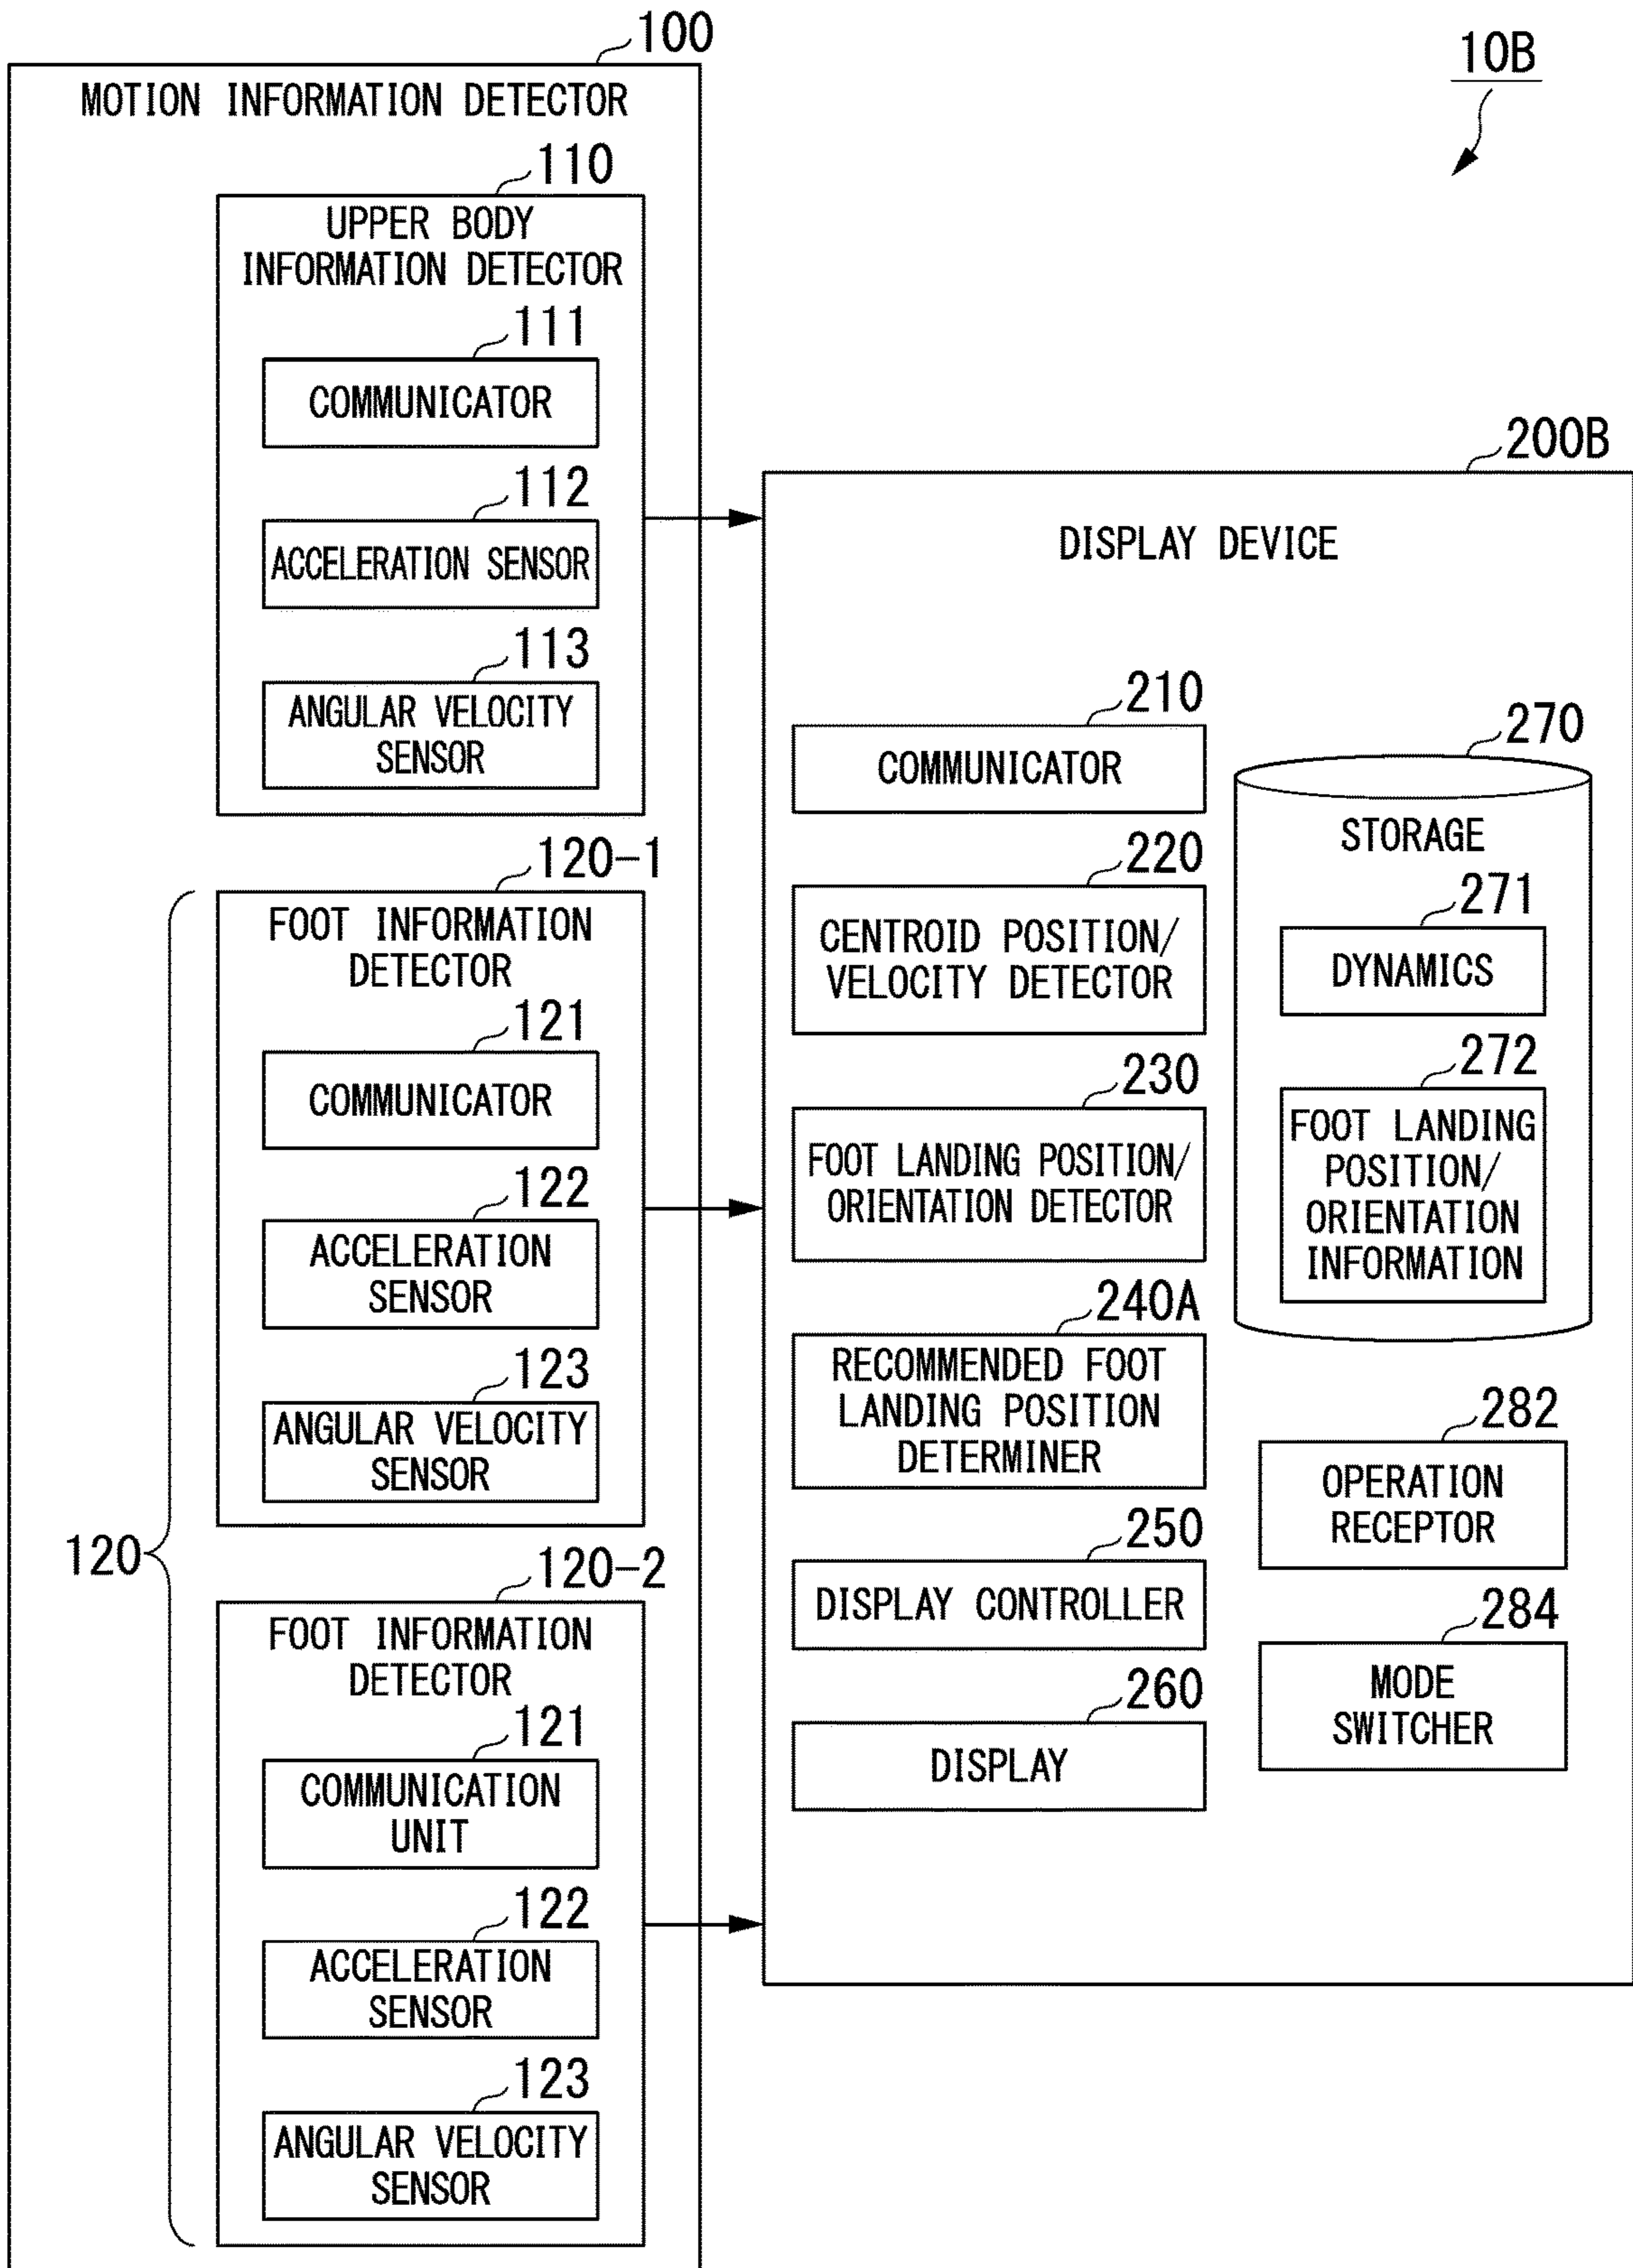 100
10B
MOTION INFORMATION DETECTOR
110
UPPER BODY
INFORMATION DETECTOR
111
COMMUNICATOR
112
ACCELERATION SENSOR
113
ANGULAR VELOCITY
SENSOR
120
120-1
FOOT INFORMATION
DETECTOR
121
COMMUNICATOR
122
ACCELERATION
SENSOR
123
ANGULAR VELOCITY
SENSOR
120-2
FOOT INFORMATION
DETECTOR
121
COMMUNICATION
UNIT
122
ACCELERATION
SENSOR
123
ANGULAR VELOCITY
SENSOR
200B
DISPLAY DEVICE
210
COMMUNICATOR
220
CENTROID POSITION/
VELOCITY DETECTOR
230
FOOT LANDING POSITION/
ORIENTATION DETECTOR
240A
RECOMMENDED FOOT
LANDING POSITION
DETERMINER
250
DISPLAY CONTROLLER
260
DISPLAY
270
STORAGE
271
DYNAMICS
272
FOOT LANDING
POSITION/
ORIENTATION
INFORMATION
282
OPERATION
RECEPTOR
284
MODE
SWITCHER